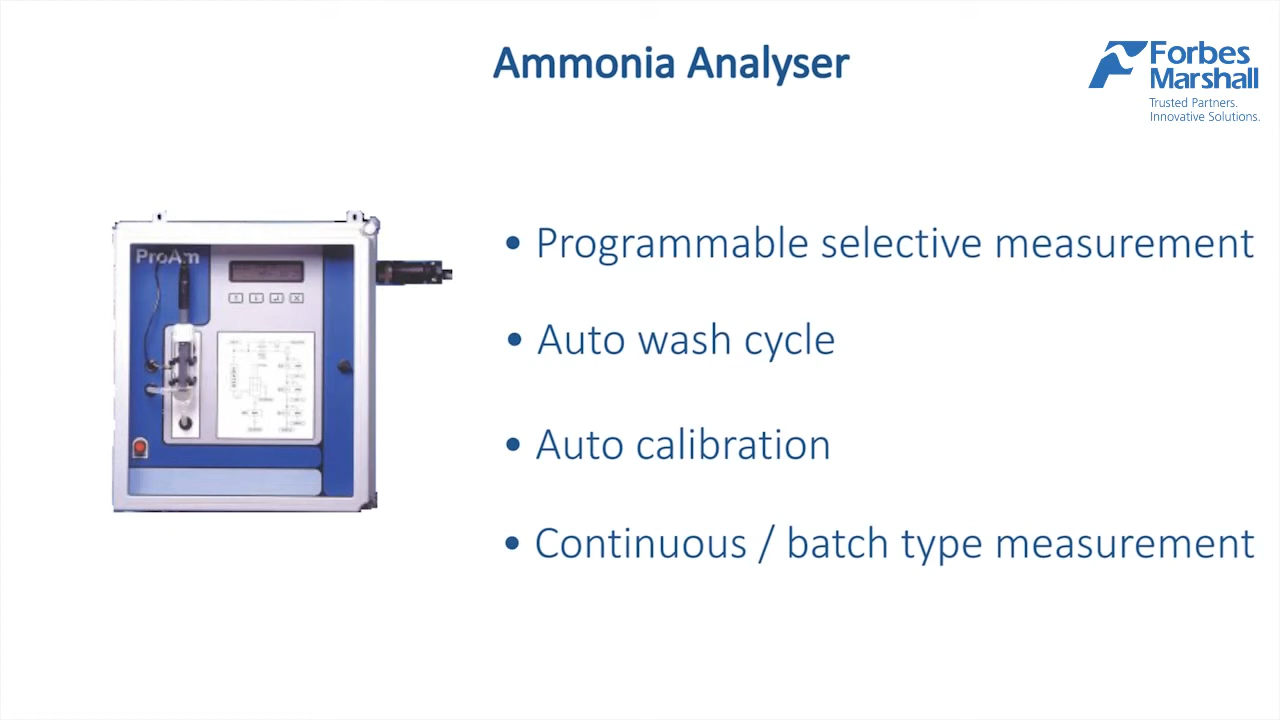 Ammonia Analyser
Forbes
Marshall
Trusted Partners.
Innovative Solutions.
ProAm
• Programmable selective measurement
• Auto wash cycle
• Auto calibration
• Continuous / batch type measurement